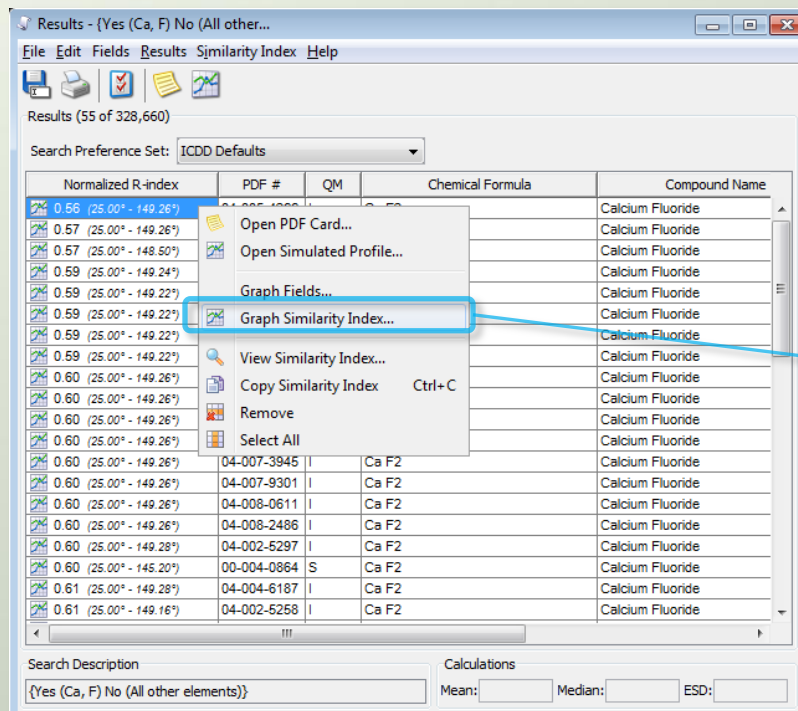 Results - {Yes (Ca, F) No (All other...
File Edit Fields Results Similarity Index Help
Results (55 of 328,660)
Search Preference Set: ICDD Defaults
Normalized R-index PDF # QM Chemical Formula Compound Name
0.56 (25.00° - 149.26°) Calcium Fluoride
0.57 (25.00° - 149.26°) Calcium Fluoride
0.57 (25.00° - 148.50°) Calcium Fluoride
0.59 (25.00° - 149.24°) Calcium Fluoride
0.59 (25.00° - 149.22°) Calcium Fluoride
0.59 (25.00° - 149.22°) Calcium Fluoride
0.59 (25.00° - 149.22°) Calcium Fluoride
0.59 (25.00° - 149.22°) Calcium Fluoride
0.60 (25.00° - 149.26°) Calcium Fluoride
0.60 (25.00° - 149.26°) Calcium Fluoride
0.60 (25.00° - 149.26°) Calcium Fluoride
0.60 (25.00° - 149.26°) Calcium Fluoride
0.60 (25.00° - 149.26°) 04-007-3945 I Ca F2 Calcium Fluoride
0.60 (25.00° - 149.26°) 04-007-9301 I Ca F2 Calcium Fluoride
0.60 (25.00° - 149.26°) 04-008-0611 I Ca F2 Calcium Fluoride
0.60 (25.00° - 149.26°) 04-008-2486 I Ca F2 Calcium Fluoride
0.60 (25.00° - 149.28°) 04-002-5297 I Ca F2 Calcium Fluoride
0.60 (25.00° - 145.20°) 00-004-0864 S Ca F2 Calcium Fluoride
0.61 (25.00° - 149.28°) 04-004-6187 I Ca F2 Calcium Fluoride
0.61 (25.00° - 149.16°) 04-002-5258 I Ca F2 Calcium Fluoride
Open PDF Card...
Open Simulated Profile...
Graph Fields...
Graph Similarity Index...
View Similarity Index...
Copy Similarity Index Ctrl+C
Remove
Select All
Search Description
{Yes (Ca, F) No (All other elements)}
Calculations
Mean: Median: ESD: